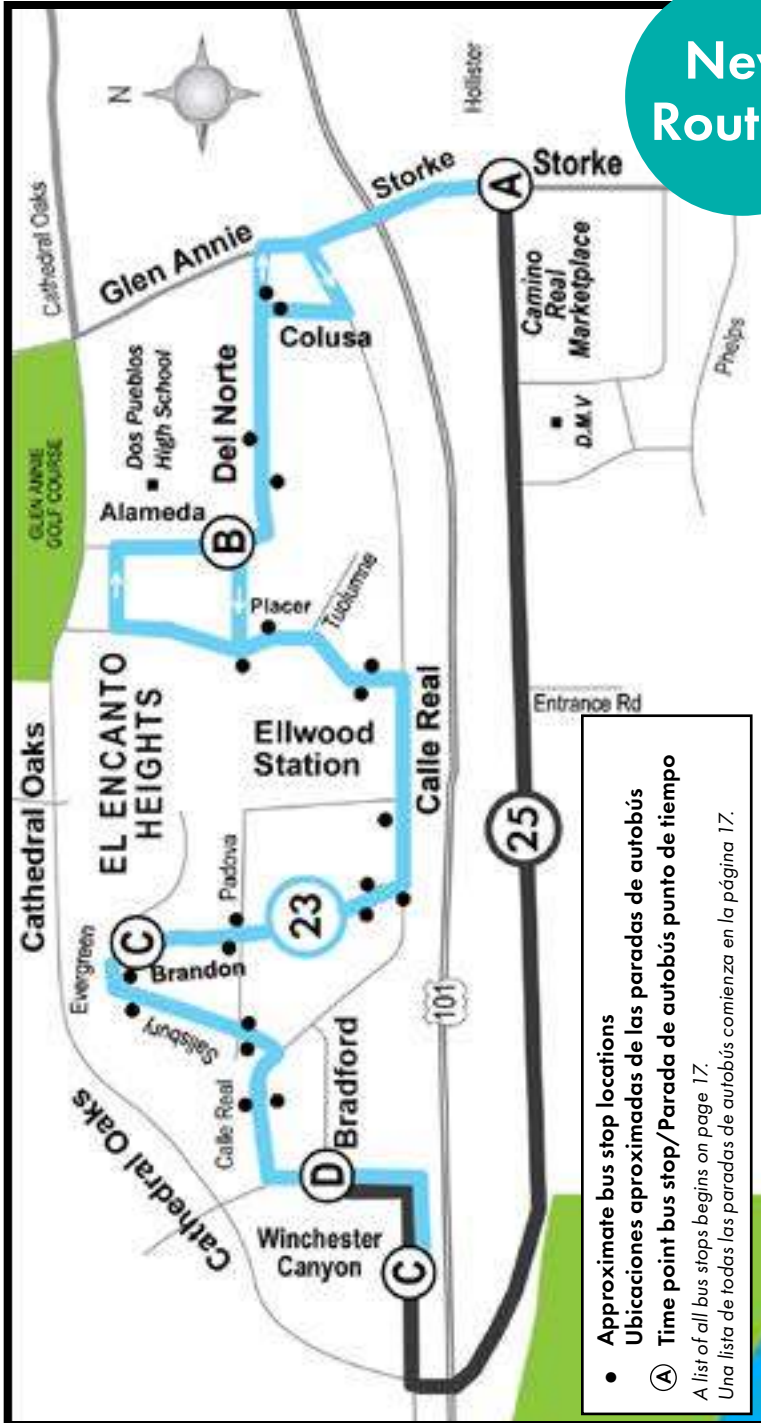 New
Rout
N
Cathedral Oaks
Hollister
GLEN ANNIE
GOLF COURSE
Glen Annie
Storke
A
Storke
Dos Pueblos
High School
Colusa
Camino
Real
Marketplace
Del Norte
Alameda
B
D.M.V
Phelps
Placer
Tuolumne
Cathedral Oaks
EL ENCANTO
HEIGHTS
Ellwood
Station
Calle Real
Entrance Rd
25
Padova
23
Evergreen
C
Brandon
Salisbury
101
Cathedral Oaks
Calle Real
Bradford
D
Winchester
Canyon
C
• Approximate bus stop locations
Ubicaciones aproximadas de las paradas de autobús
A Time point bus stop/Parada de autobús punto de tiempo
A list of all bus stops begins on page 17.
Una lista de todas las paradas de autobús comienza en la página 17.